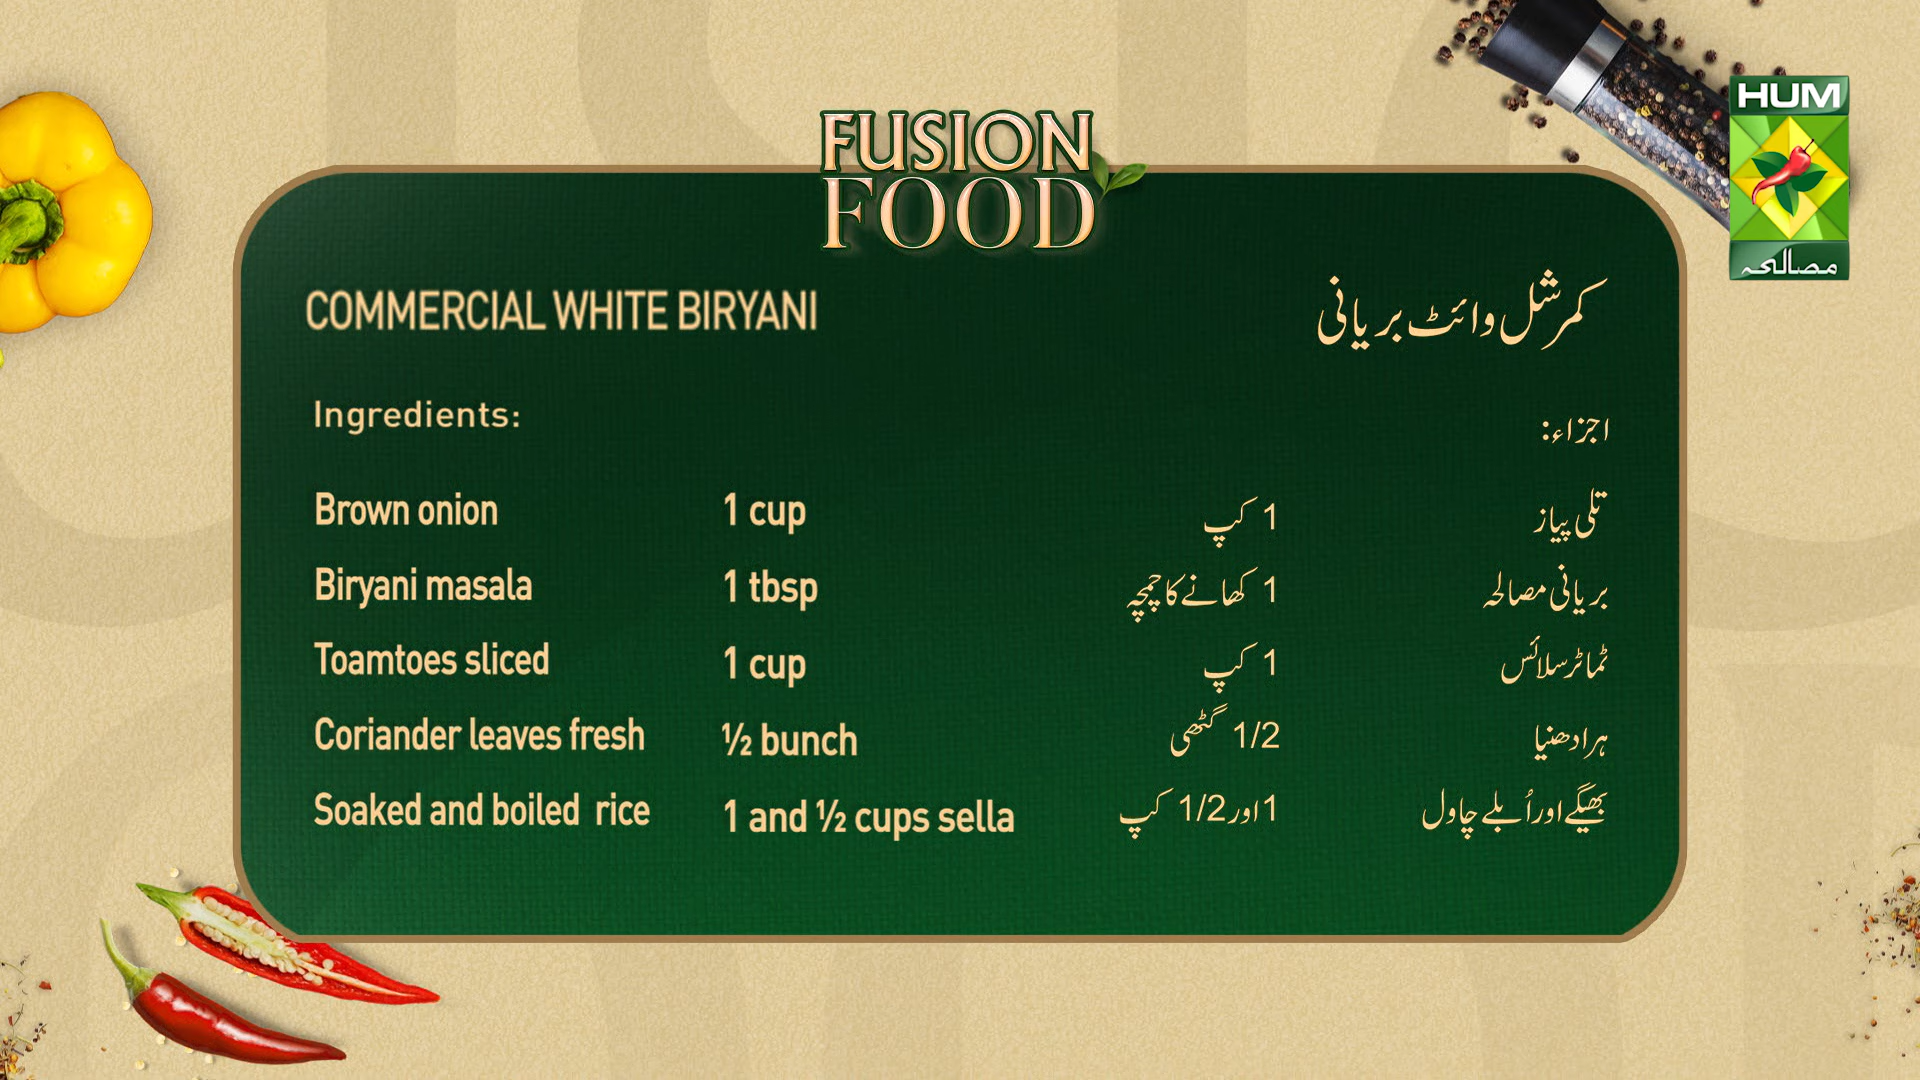 FUSION
FOOD
HUM
مصالحہ
COMMERCIAL WHITE BIRYANI
کمرشل وائٹ بریانی
Ingredients:
اجزاء:
Brown onion 1 cup
1 کپ تلی پیاز
Biryani masala 1 tbsp
1 کھانے کا چمچہ بریانی مصالحہ
Toamtoes sliced 1 cup
1 کپ ٹماٹر سلائس
Coriander leaves fresh ½ bunch
1/2 گٹھی ہرا دھنیا
Soaked and boiled rice 1 and ½ cups sella
1 اور 1/2 کپ بھیگے اور اُبلے چاول